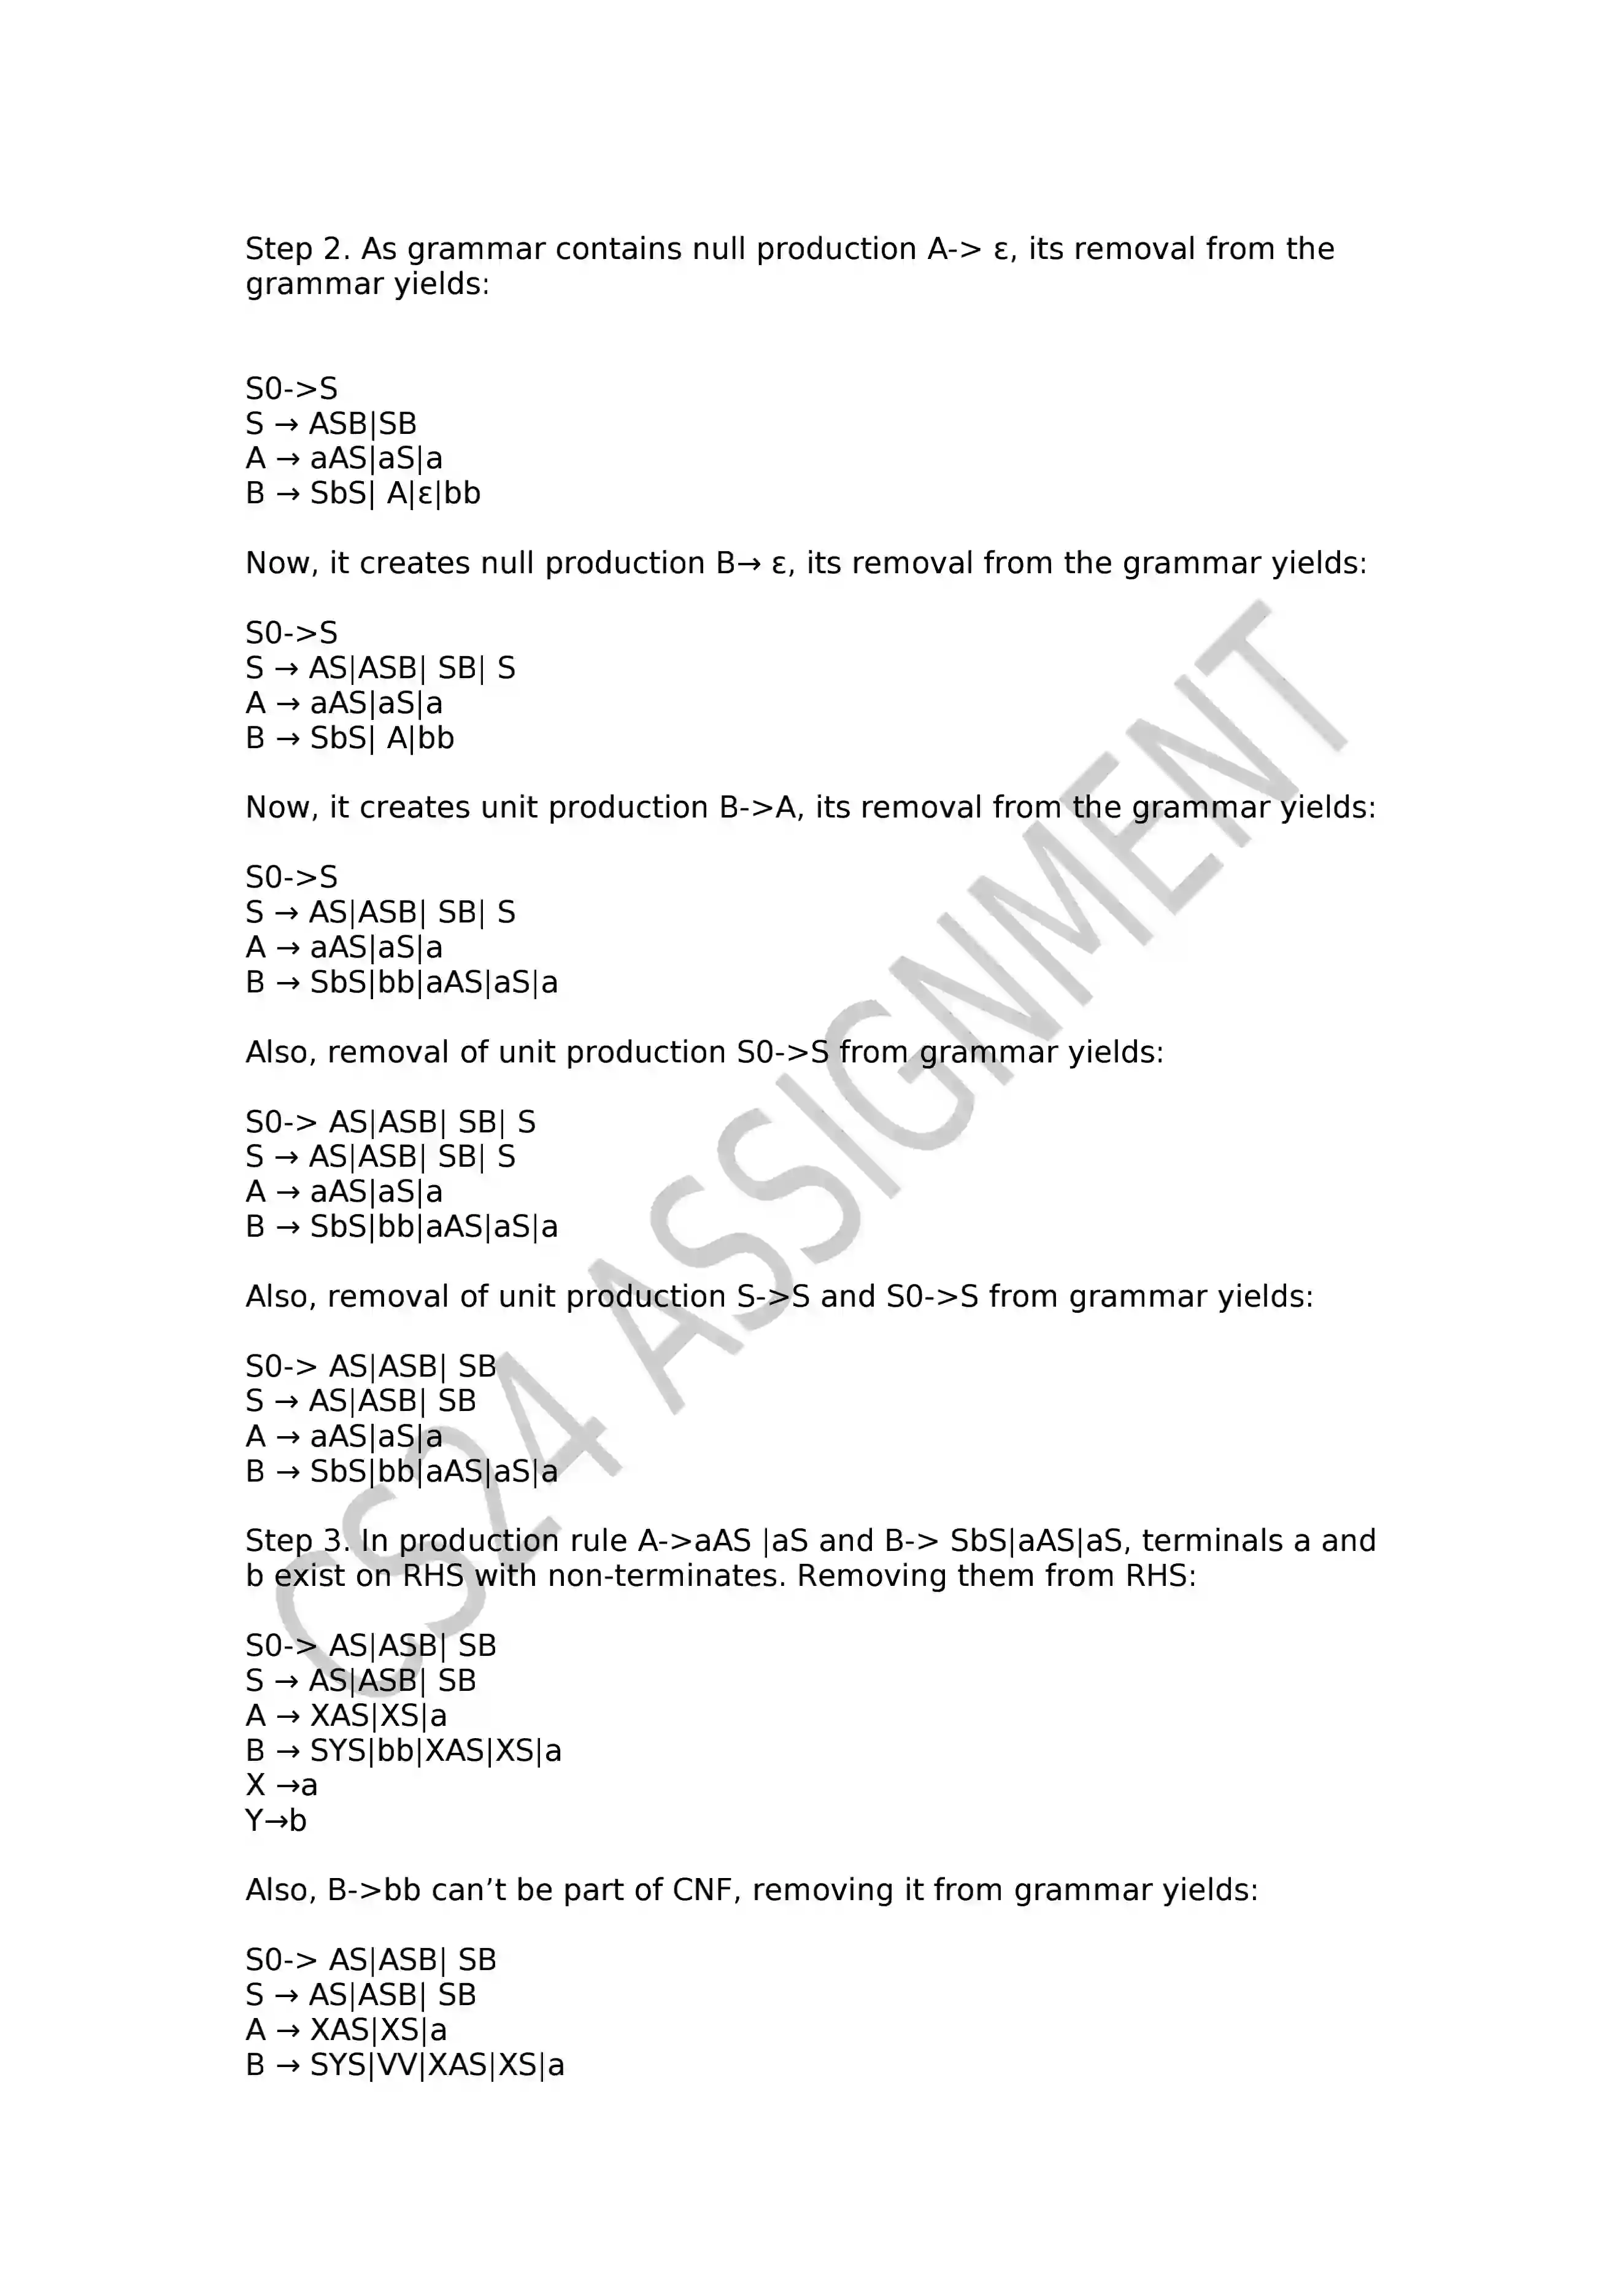 Step 2. As grammar contains null production A-> ε, its removal from the
grammar yields:
S0->S
S → ASB|SB
A → aAS|aS|a
B → SbS| A|ε|bb
Now, it creates null production B→ ε, its removal from the grammar yields:
S0->S
S → AS|ASB| SB| S
A → aAS|aS|a
B → SbS| A|bb
Now, it creates unit production B->A, its removal from the grammar yields:
S0->S
S → AS|ASB| SB| S
A → aAS|aS|a
B → SbS|bb|aAS|aS|a
Also, removal of unit production S0->S from grammar yields:
S0-> AS|ASB| SB| S
S → AS|ASB| SB| S
A → aAS|aS|a
B → SbS|bb|aAS|aS|a
Also, removal of unit production S->S and S0->S from grammar yields:
S0-> AS|ASB| SB
S → AS|ASB| SB
A → aAS|aS|a
B → SbS|bb|aAS|aS|a
Step 3. In production rule A->aAS |aS and B-> SbS|aAS|aS, terminals a and
b exist on RHS with non-terminates. Removing them from RHS:
S0-> AS|ASB| SB
S → AS|ASB| SB
A → XAS|XS|a
B → SYS|bb|XAS|XS|a
X →a
Y→b
Also, B->bb can’t be part of CNF, removing it from grammar yields:
S0-> AS|ASB| SB
S → AS|ASB| SB
A → XAS|XS|a
B → SYS|VV|XAS|XS|a
CS24 ASSIGNMENT